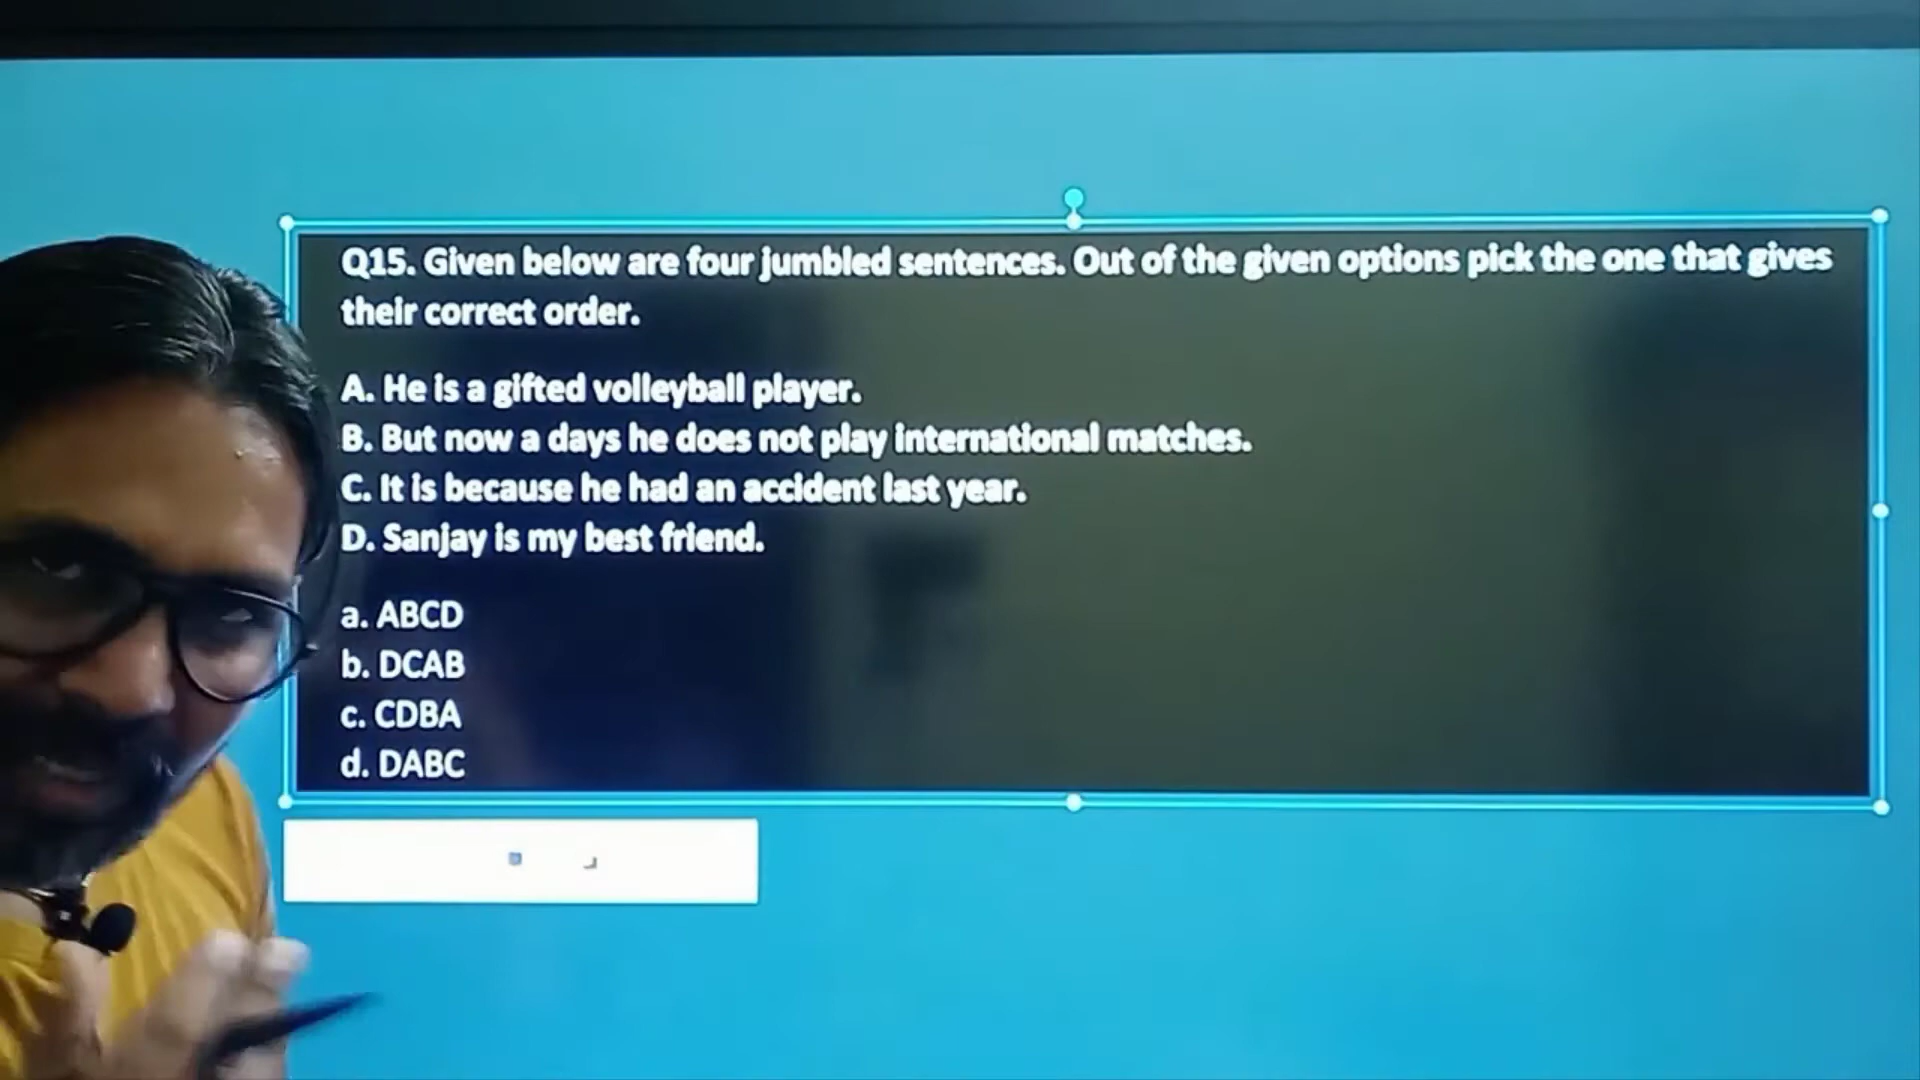 Q15. Given below are four jumbled sentences. Out of the given options pick the one that gives
their correct order.
A. He is a gifted volleyball player.
B. But now a days he does not play international matches.
C. It is because he had an accident last year.
D. Sanjay is my best friend.
a. ABCD
b. DCAB
c. CDBA
d. DABC